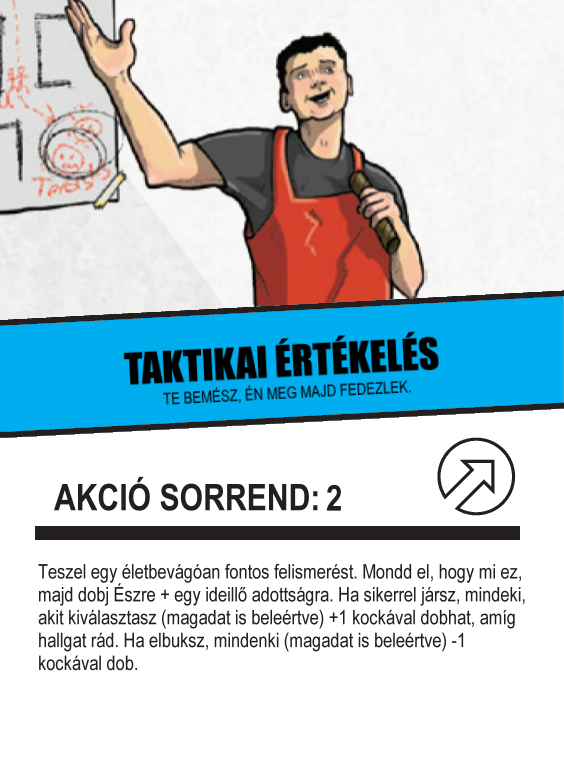 TAKTIKAI ÉRTÉKELÉS
TE BEMÉSZ, ÉN MEG MAJD FEDEZLEK.
AKCIÓ SORREND: 2
Teszel egy életbevágóan fontos felismerést. Mondd el, hogy mi ez,
majd dobj Észre + egy ideillő adottságra. Ha sikerrel jársz, mindeki,
akit kiválasztasz (magadat is beleértve) +1 kockával dobhat, amíg
hallgat rád. Ha elbuksz, mindenki (magadat is beleértve) -1
kockával dob.